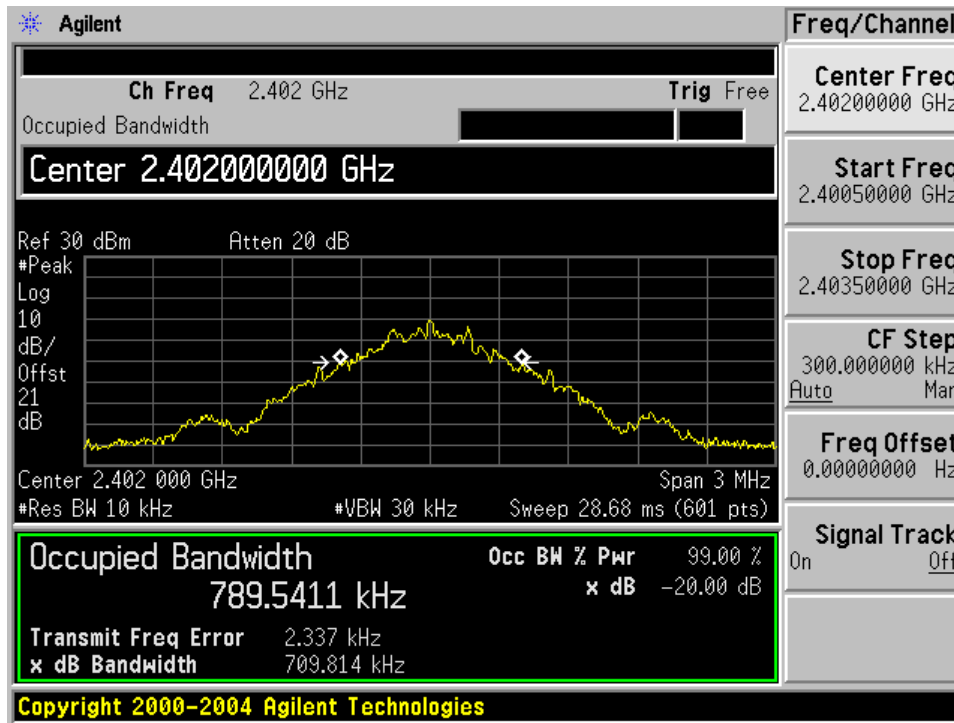 Agilent
Freq/Channel
Ch Freq 2.402 GHz Trig Free
Occupied Bandwidth
Center 2.402000000 GHz
Ref 30 dBm Atten 20 dB
#Peak
Log
10
dB/
Offst
21
dB
Center 2.402 000 GHz Span 3 MHz
#Res BW 10 kHz #VBW 30 kHz Sweep 28.68 ms (601 pts)
Occupied Bandwidth
789.5411 kHz
Occ BW % Pwr 99.00 %
x dB -20.00 dB
Transmit Freq Error 2.337 kHz
x dB Bandwidth 709.814 kHz
Center Freq
2.40200000 GHz
Start Freq
2.40050000 GHz
Stop Freq
2.40350000 GHz
CF Step
300.000000 kHz
Auto Man
Freq Offset
0.00000000 Hz
Signal Track
On Off
Copyright 2000-2004 Agilent Technologies